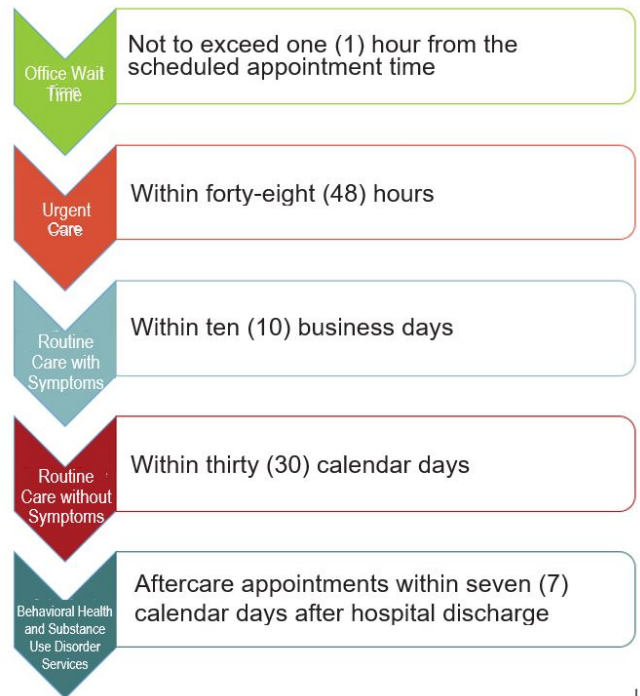 Office Wait
Time
Not to exceed one (1) hour from the
scheduled appointment time
Urgent
Care
Within forty-eight (48) hours
Routine
Care with
Symptoms
Within ten (10) business days
Routine
Care without
Symptoms
Within thirty (30) calendar days
Behavioral Health
and Substance
Use Disorder
Services
Aftercare appointments within seven (7)
calendar days after hospital discharge